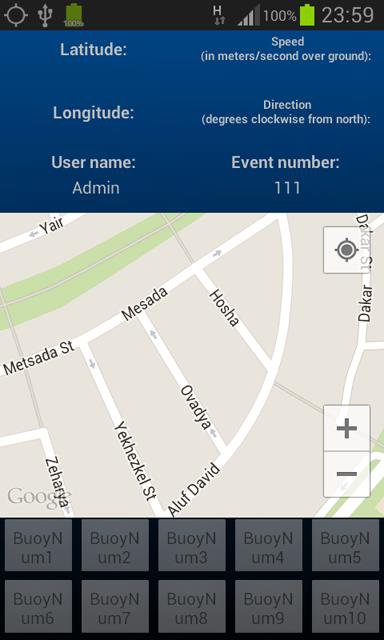 H 100% 23:59
100%
Latitude:
Speed
(in meters/second over ground):
Longitude:
Direction
(degrees clockwise from north):
User name:
Event number:
Admin
111
Yair
Dakar St
Dakar
Mesada
Hosha
Metsada St
Ovadya
Yekhezkel St
Aluf David
Zeharya
Google
+
−
BuoyN
um1
BuoyN
um2
BuoyN
um3
BuoyN
um4
BuoyN
um5
BuoyN
um6
BuoyN
um7
BuoyN
um8
BuoyN
um9
BuoyN
um10